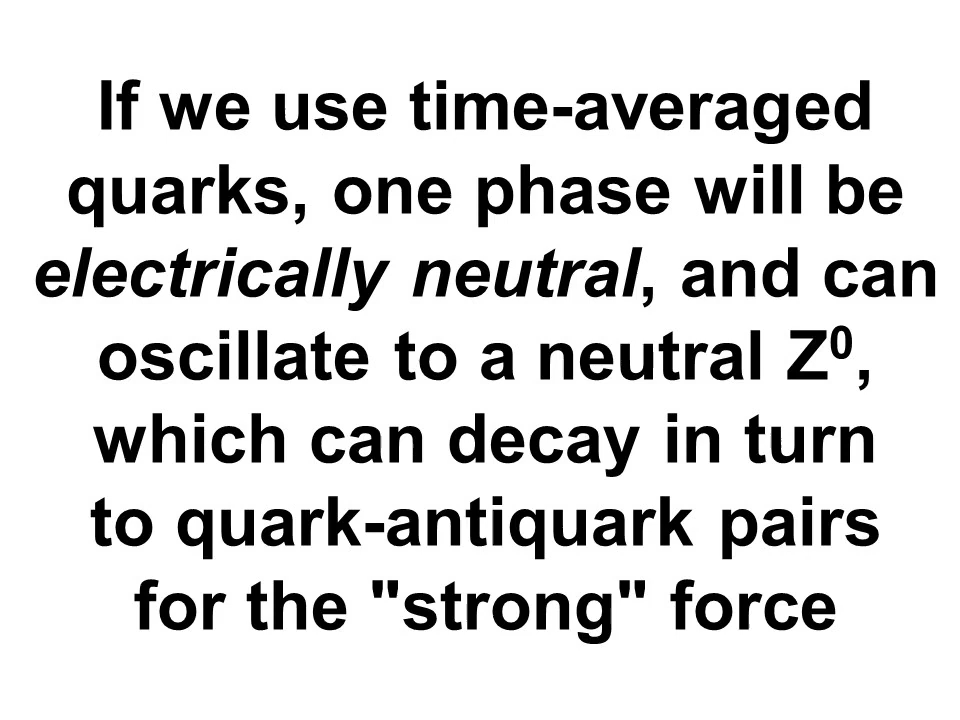 If we use time-averaged
quarks, one phase will be
electrically neutral, and can
oscillate to a neutral Z⁰,
which can decay in turn
to quark-antiquark pairs
for the "strong" force